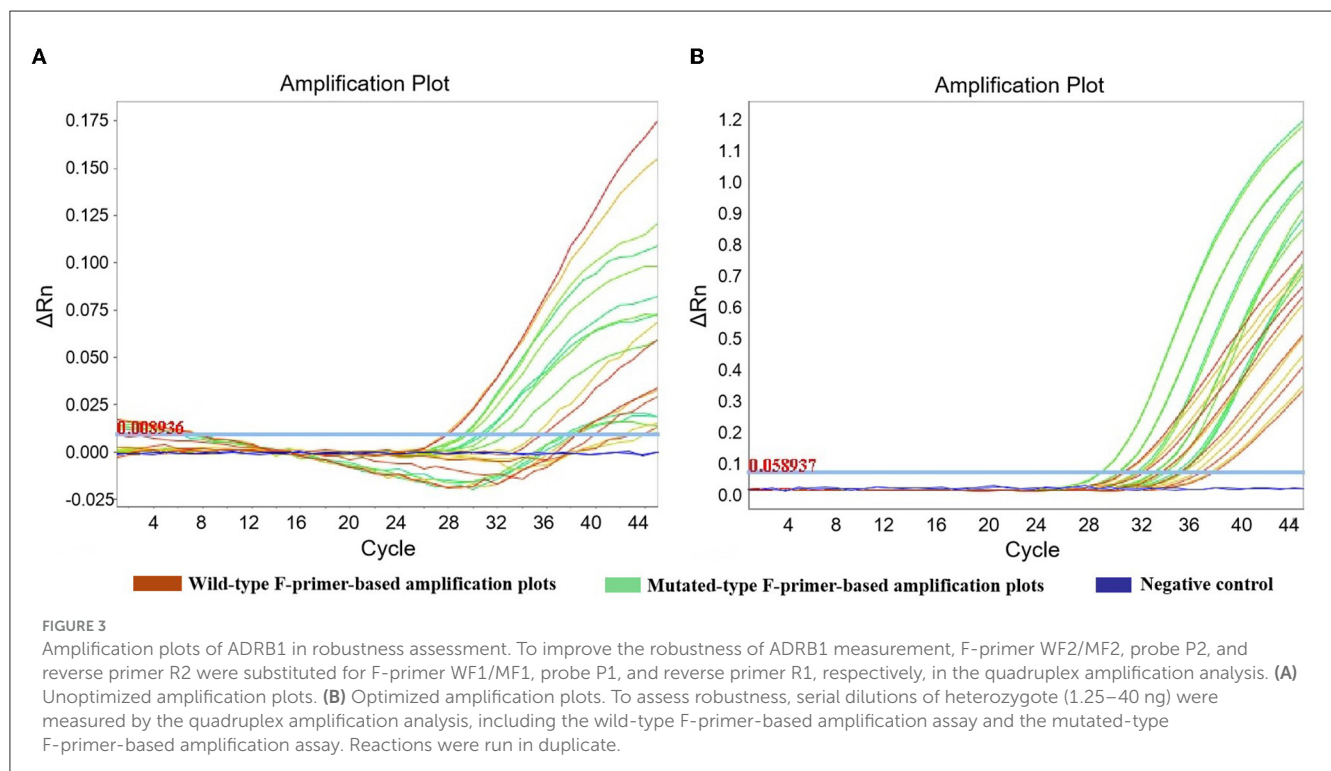 A
Amplification Plot
0.175
0.150
0.125
0.100
0.075
0.050
0.025
0.008936
0.000
-0.025
ΔRn
4 8 12 16 20 24 28 32 36 40 44
Cycle
B
Amplification Plot
1.2
1.1
1.0
0.9
0.8
0.7
0.6
0.5
0.4
0.3
0.2
0.1
0.058937
0.0
ΔRn
4 8 12 16 20 24 28 32 36 40 44
Cycle
Wild-type F-primer-based amplification plots Mutated-type F-primer-based amplification plots Negative control
FIGURE 3
Amplification plots of ADRB1 in robustness assessment. To improve the robustness of ADRB1 measurement, F-primer WF2/MF2, probe P2, and
reverse primer R2 were substituted for F-primer WF1/MF1, probe P1, and reverse primer R1, respectively, in the quadruplex amplification analysis. (A)
Unoptimized amplification plots. (B) Optimized amplification plots. To assess robustness, serial dilutions of heterozygote (1.25–40 ng) were
measured by the quadruplex amplification analysis, including the wild-type F-primer-based amplification assay and the mutated-type
F-primer-based amplification assay. Reactions were run in duplicate.